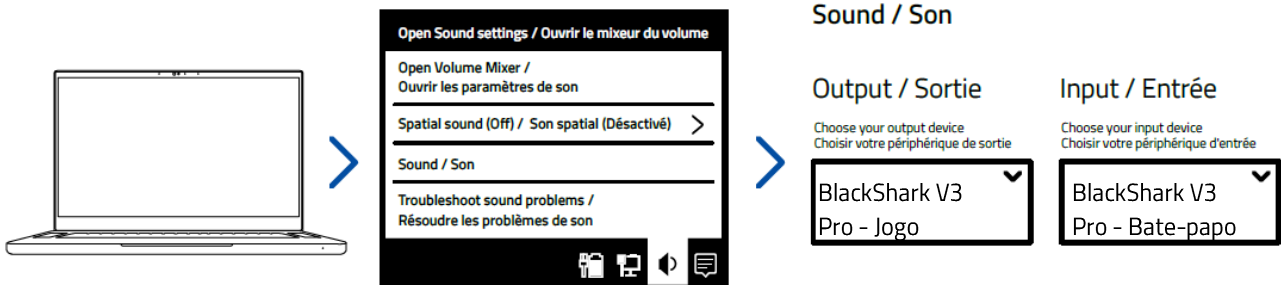 Open Sound settings / Ouvrir le mixeur du volume
Open Volume Mixer /
Ouvrir les paramètres de son
Spatial sound (Off) / Son spatial (Désactivé)
Sound / Son
Troubleshoot sound problems /
Résoudre les problèmes de son
Sound / Son
Output / Sortie
Choose your output device
Choisir votre périphérique de sortie
BlackShark V3
Pro - Jogo
Input / Entrée
Choose your input device
Choisir votre périphérique d'entrée
BlackShark V3
Pro - Bate-papo